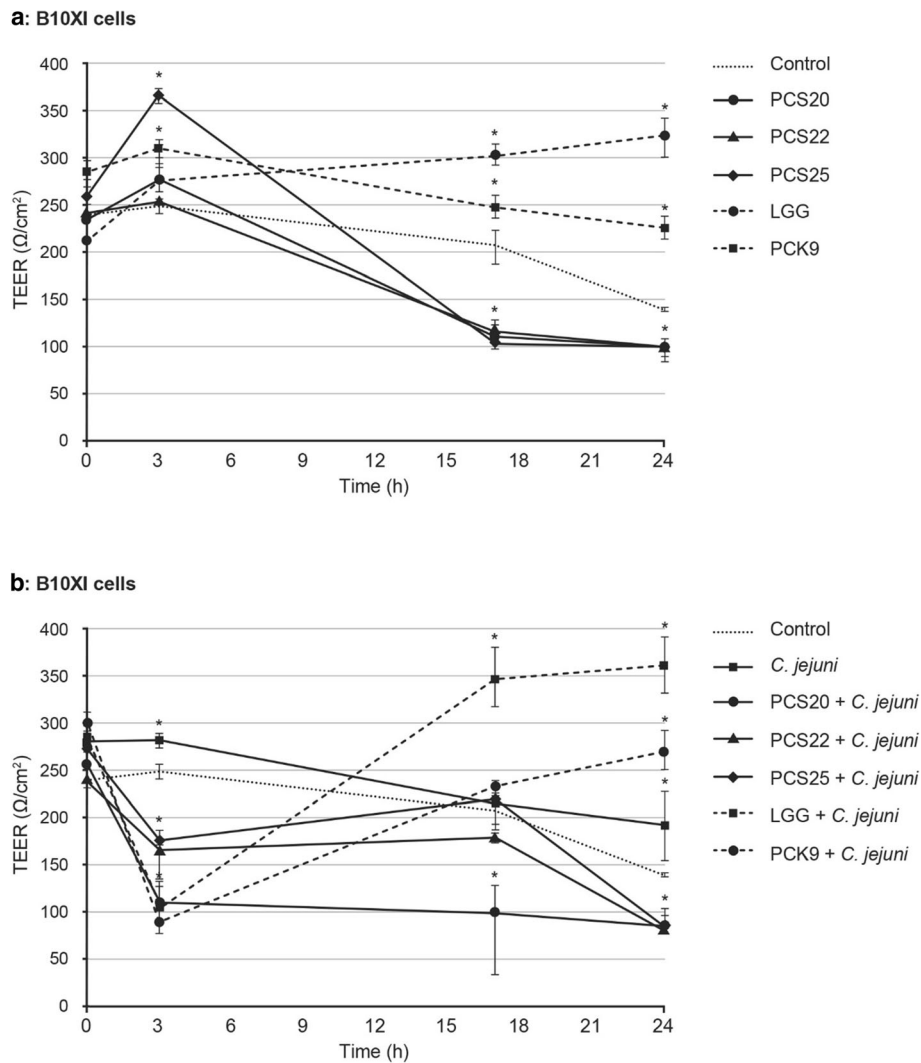 a: B10XI cells
TEER (Ω/cm²)
400
350
300
250
200
150
100
50
0
0 3 6 9 12 15 18 21 24
Time (h)
* * * * * * * *
Control
PCS20
PCS22
PCS25
LGG
PCK9
b: B10XI cells
TEER (Ω/cm²)
400
350
300
250
200
150
100
50
0
0 3 6 9 12 15 18 21 24
Time (h)
* * * * * * * * *
Control
C. jejuni
PCS20 + C. jejuni
PCS22 + C. jejuni
PCS25 + C. jejuni
LGG + C. jejuni
PCK9 + C. jejuni